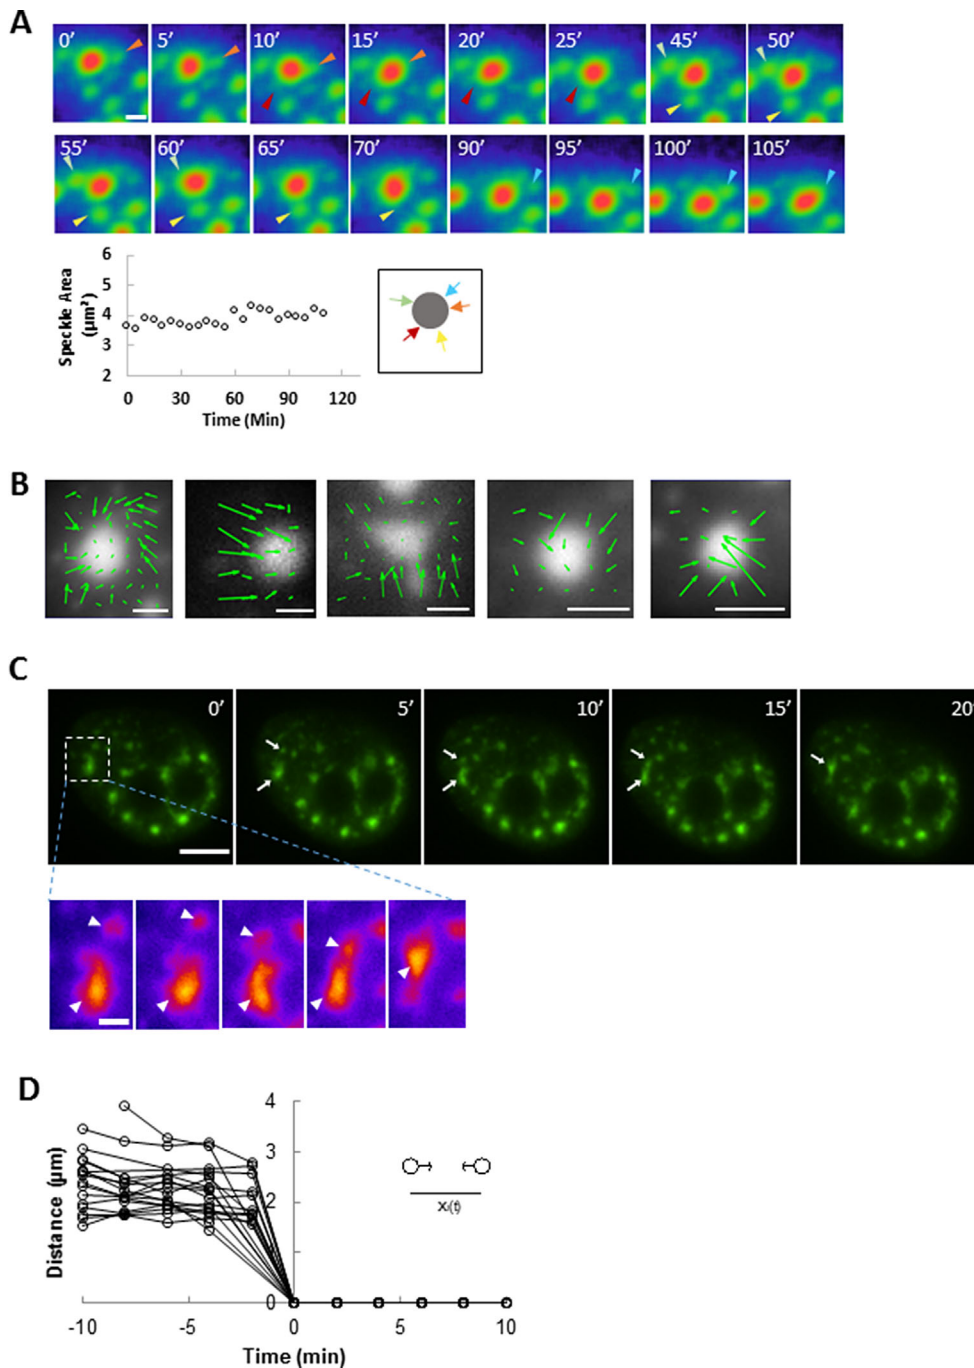 A
0' 5' 10' 15' 20' 25' 45' 50'
55' 60' 65' 70' 90' 95' 100' 105'
Speckle Area
(µm²)
6
5
4
3
2
0 30 60 90 120
Time (Min)
B
C
0' 5' 10' 15' 20'
D
Distance (µm)
4
3
2
1
0
x(t)
-10 -5 0 5 10
Time (min)